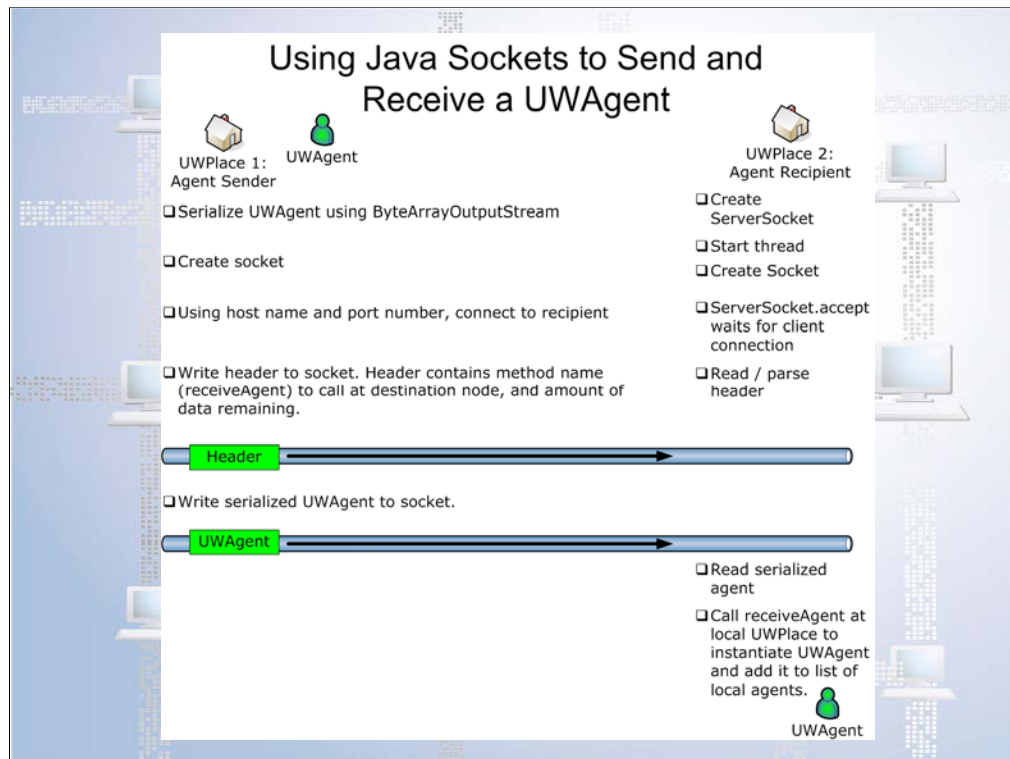 Using Java Sockets to Send and
Receive a UWAgent
UWPlace 1:
Agent Sender
UWAgent
UWPlace 2:
Agent Recipient
❑Serialize UWAgent using ByteArrayOutputStream
❑Create socket
❑Using host name and port number, connect to recipient
❑Write header to socket. Header contains method name
(receiveAgent) to call at destination node, and amount of
data remaining.
❑Create
ServerSocket
❑Start thread
❑Create Socket
❑ServerSocket.accept
waits for client
connection
❑Read / parse
header
Header
❑Write serialized UWAgent to socket.
UWAgent
❑Read serialized
agent
❑Call receiveAgent at
local UWPlace to
instantiate UWAgent
and add it to list of
local agents.
UWAgent